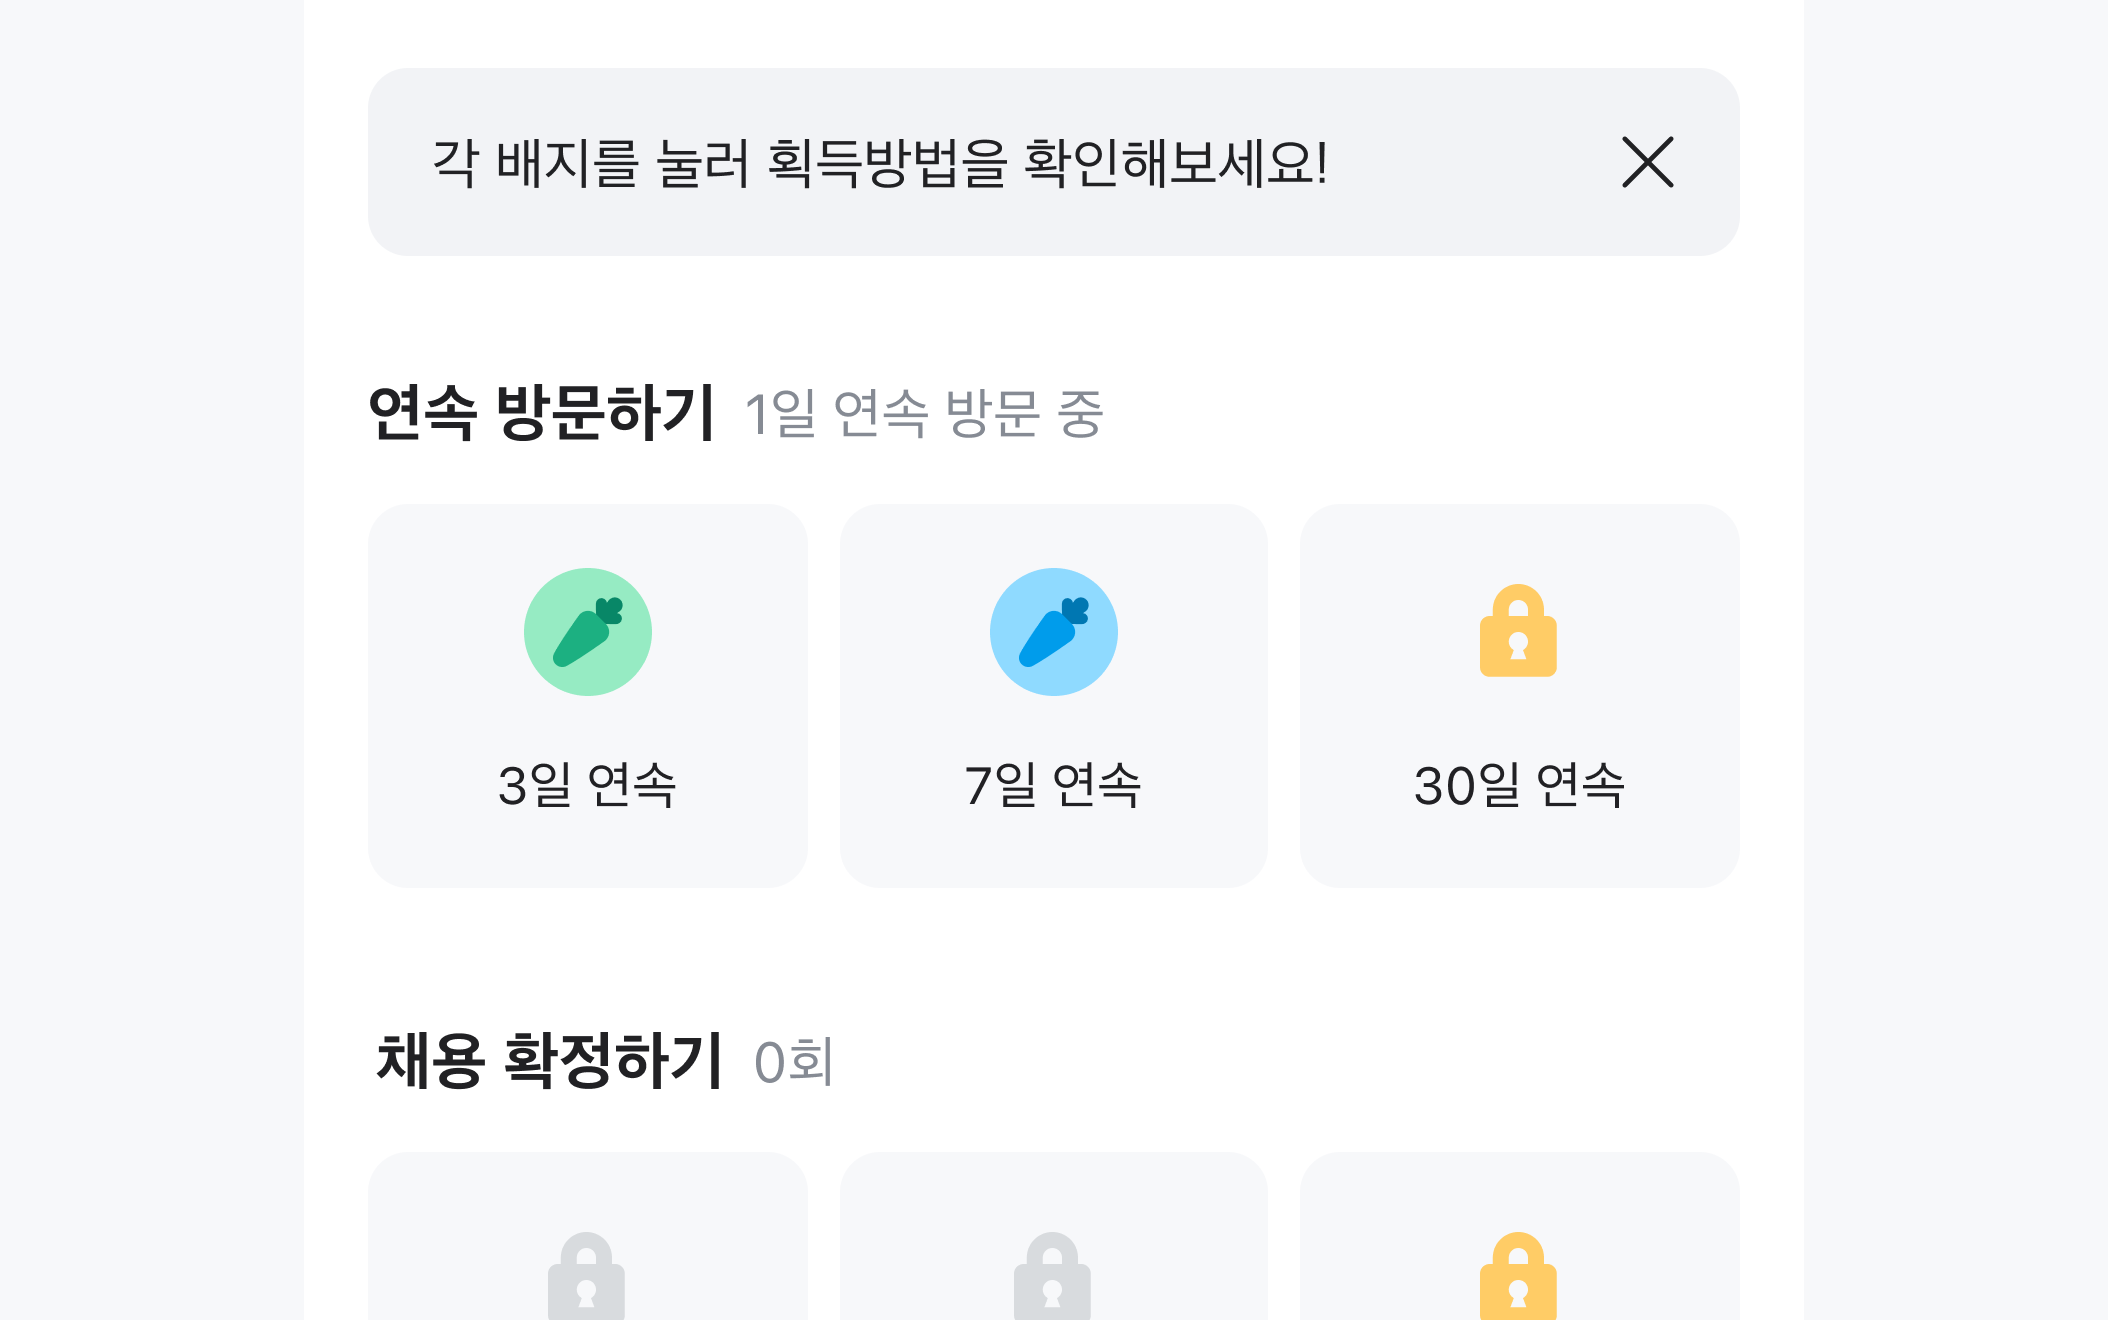 각 배지를 눌러 획득방법을 확인해보세요!
연속 방문하기 1일 연속 방문 중
3일 연속
7일 연속
30일 연속
채용 확정하기 0회